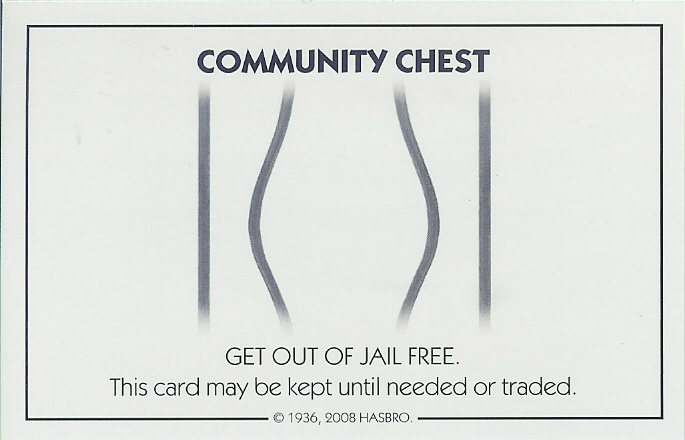 COMMUNITY CHEST
GET OUT OF JAIL FREE.
This card may be kept until needed or traded.
© 1936, 2008 HASBRO.